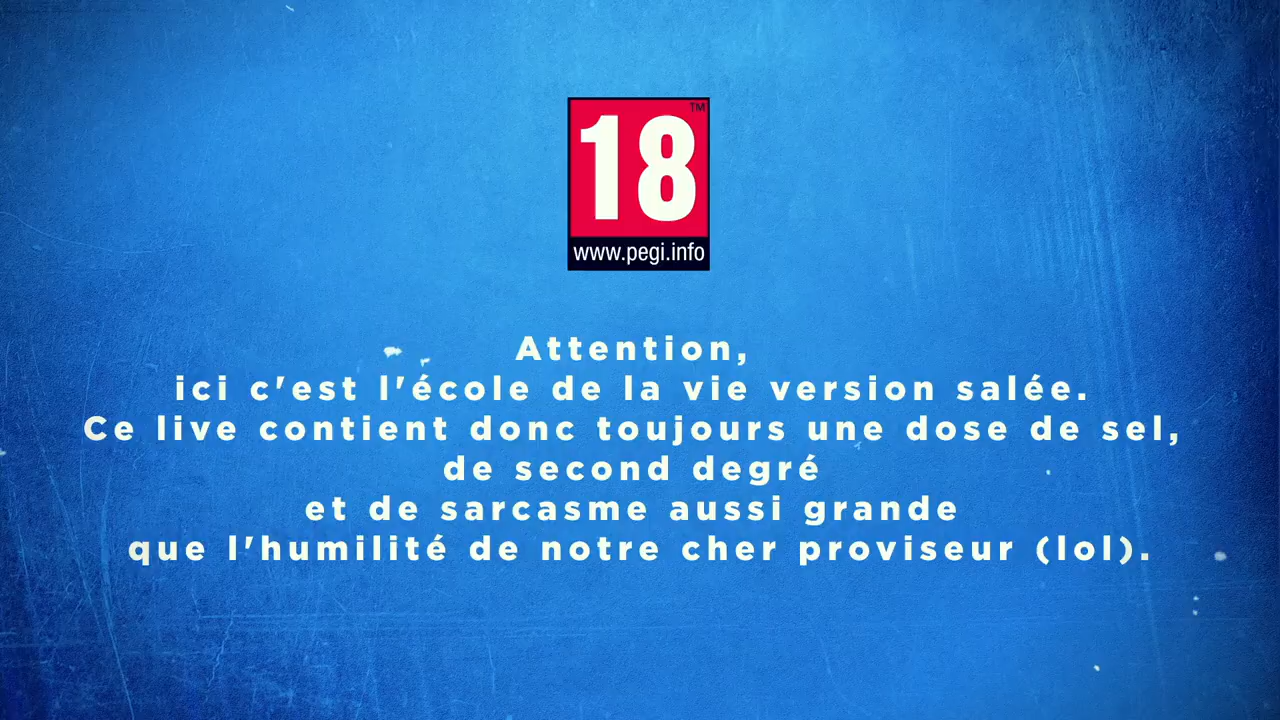 TM
18
www.pegi.info
Attention,
ici c'est l'école de la vie version salée.
Ce live contient donc toujours une dose de sel,
de second degré
et de sarcasme aussi grande
que l'humilité de notre cher proviseur (lol).